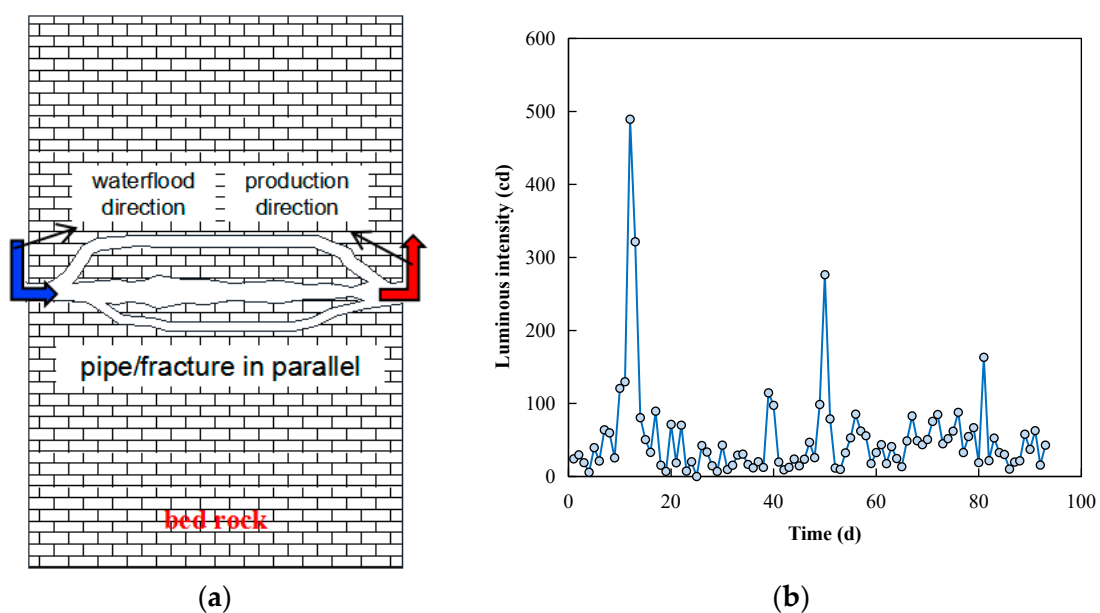 waterflood
direction
production
direction
pipe/fracture in parallel
bed rock
(a)
Luminous intensity (cd)
600
500
400
300
200
100
0
0 20 40 60 80 100
Time (d)
(b)